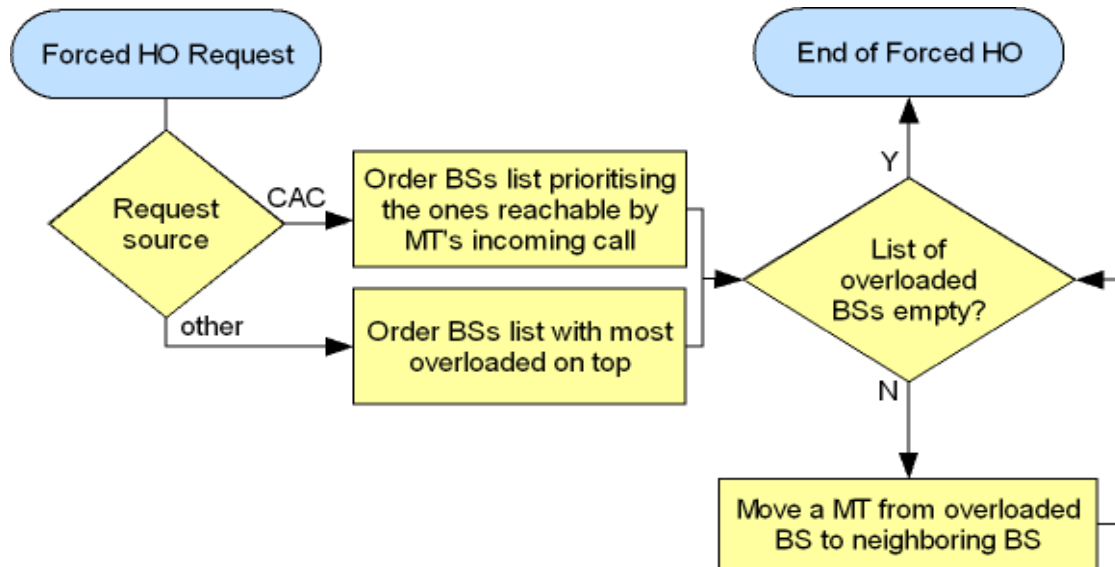 Forced HO Request
End of Forced HO
Request
source
CAC
other
Order BSs list prioritising
the ones reachable by
MT's incoming call
Order BSs list with most
overloaded on top
Y
List of
overloaded
BSs empty?
N
Move a MT from overloaded
BS to neighboring BS